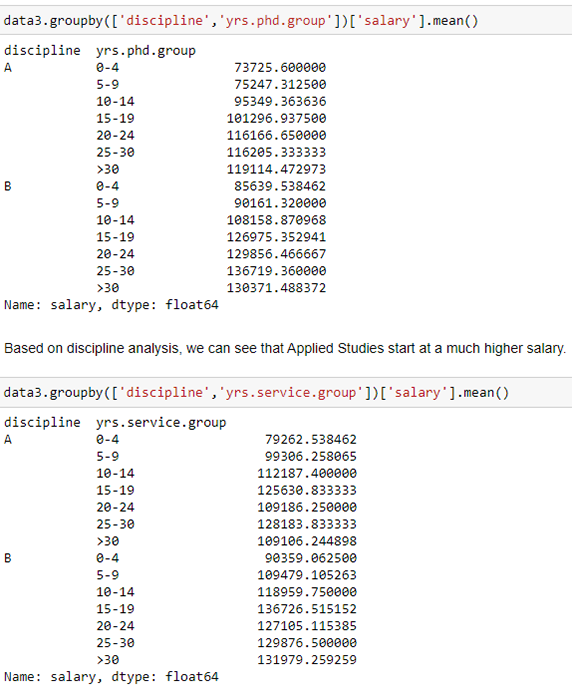 data3.groupby(['discipline','yrs.phd.group'])['salary'].mean()
discipline  yrs.phd.group
A           0-4               73725.600000
            5-9               75247.312500
            10-14             95349.363636
            15-19            101296.937500
            20-24            116166.650000
            25-30            116205.333333
            >30              119114.472973
B           0-4               85639.538462
            5-9               90161.320000
            10-14            108158.870968
            15-19            126975.352941
            20-24            129856.466667
            25-30            136719.360000
            >30              130371.488372
Name: salary, dtype: float64
Based on discipline analysis, we can see that Applied Studies start at a much higher salary.
data3.groupby(['discipline','yrs.service.group'])['salary'].mean()
discipline  yrs.service.group
A           0-4                   79262.538462
            5-9                   99306.258065
            10-14                112187.400000
            15-19                125630.833333
            20-24                109186.250000
            25-30                128183.833333
            >30                  109106.244898
B           0-4                   90359.062500
            5-9                  109479.105263
            10-14                118959.750000
            15-19                136726.515152
            20-24                127105.115385
            25-30                129876.500000
            >30                  131979.259259
Name: salary, dtype: float64